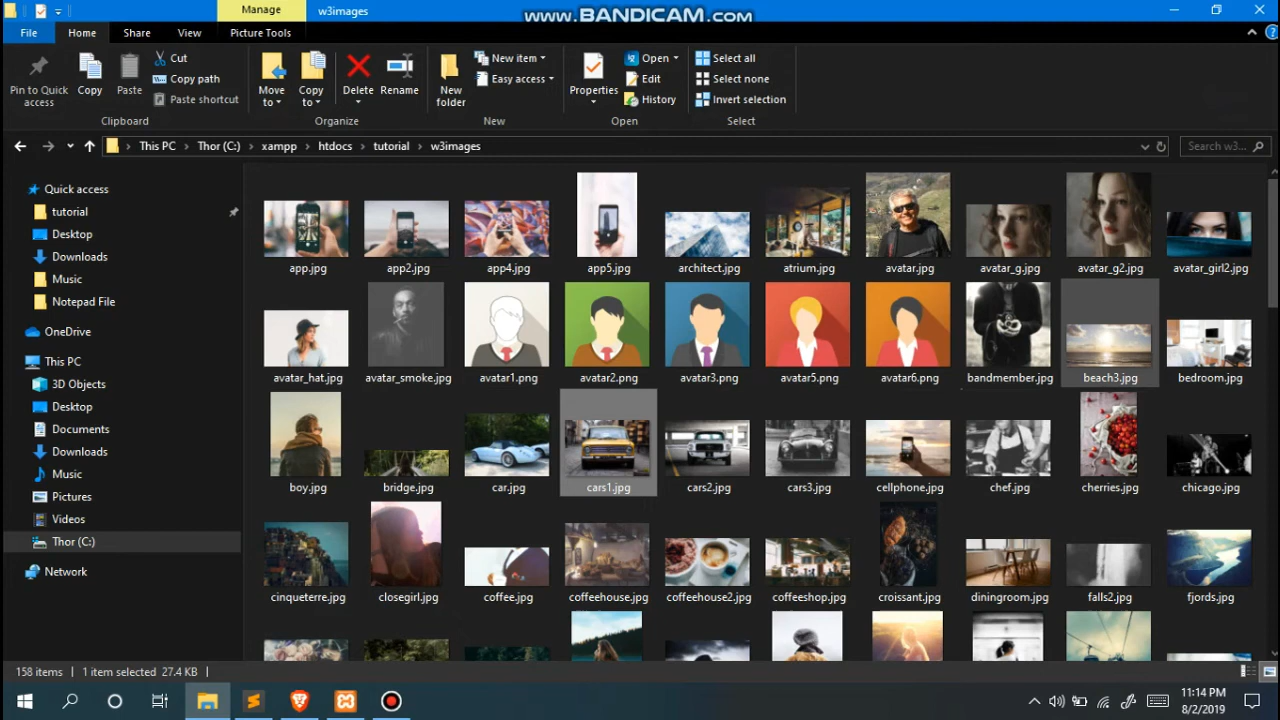 Manage
w3images
www.BANDICAM.com
File
Home
Share
View
Picture Tools
Pin to Quick access
Copy
Paste
Cut
Copy path
Paste shortcut
Clipboard
Move to
Copy to
Delete
Rename
Organize
New folder
New item
Easy access
New
Properties
Open
Edit
History
Open
Select all
Select none
Invert selection
Select
This PC > Thor (C:) > xampp > htdocs > tutorial > w3images
Search w3...
Quick access
tutorial
Desktop
Downloads
Music
Notepad File
OneDrive
This PC
3D Objects
Desktop
Documents
Downloads
Music
Pictures
Videos
Thor (C:)
Network
app.jpg
app2.jpg
app4.jpg
app5.jpg
architect.jpg
atrium.jpg
avatar.jpg
avatar_g.jpg
avatar_g2.jpg
avatar_girl2.jpg
avatar_hat.jpg
avatar_smoke.jpg
avatar1.png
avatar2.png
avatar3.png
avatar5.png
avatar6.png
bandmember.jpg
beach3.jpg
bedroom.jpg
boy.jpg
bridge.jpg
car.jpg
cars1.jpg
cars2.jpg
cars3.jpg
cellphone.jpg
chef.jpg
cherries.jpg
chicago.jpg
cinqueterre.jpg
closegirl.jpg
coffee.jpg
coffeehouse.jpg
coffeehouse2.jpg
coffeeshop.jpg
croissant.jpg
diningroom.jpg
falls2.jpg
fjords.jpg
158 items
1 item selected 27.4 KB
11:14 PM
8/2/2019